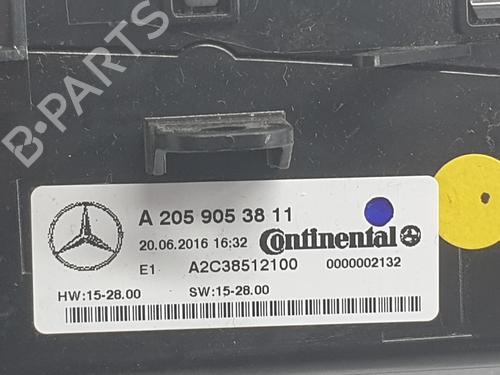 B-PARTS
A 205 905 38 11
20.06.2016 16:32 Continental
E1 A2C38512100 0000002132
HW:15-28.00 SW:15-28.00